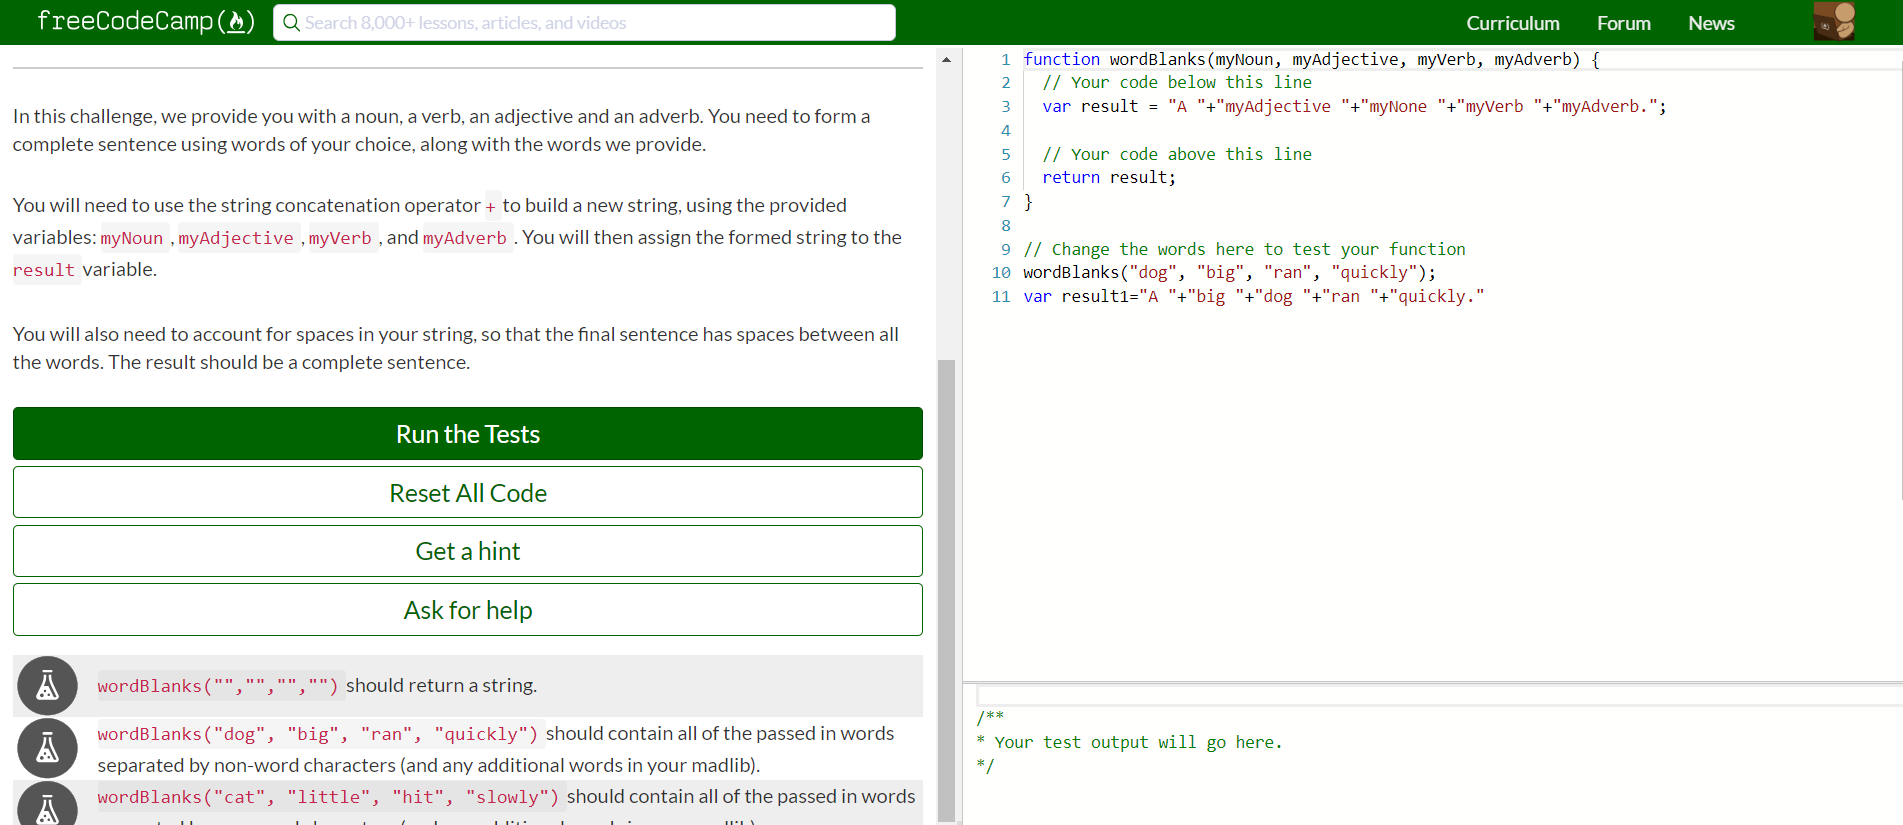 freeCodeCamp
Search 8,000+ lessons, articles, and videos
Curriculum
Forum
News
In this challenge, we provide you with a noun, a verb, an adjective and an adverb. You need to form a
complete sentence using words of your choice, along with the words we provide.
You will need to use the string concatenation operator + to build a new string, using the provided
variables: myNoun , myAdjective , myVerb , and myAdverb . You will then assign the formed string to the
result variable.
You will also need to account for spaces in your string, so that the final sentence has spaces between all
the words. The result should be a complete sentence.
Run the Tests
Reset All Code
Get a hint
Ask for help
wordBlanks("","","","") should return a string.
wordBlanks("dog", "big", "ran", "quickly") should contain all of the passed in words
separated by non-word characters (and any additional words in your madlib).
wordBlanks("cat", "little", "hit", "slowly") should contain all of the passed in words
1 function wordBlanks(myNoun, myAdjective, myVerb, myAdverb) {
2 // Your code below this line
3 var result = "A "+"myAdjective "+"myNone "+"myVerb "+"myAdverb.";
4
5 // Your code above this line
6 return result;
7 }
8
9 // Change the words here to test your function
10 wordBlanks("dog", "big", "ran", "quickly");
11 var result1="A "+"big "+"dog "+"ran "+"quickly."
/**
* Your test output will go here.
*/